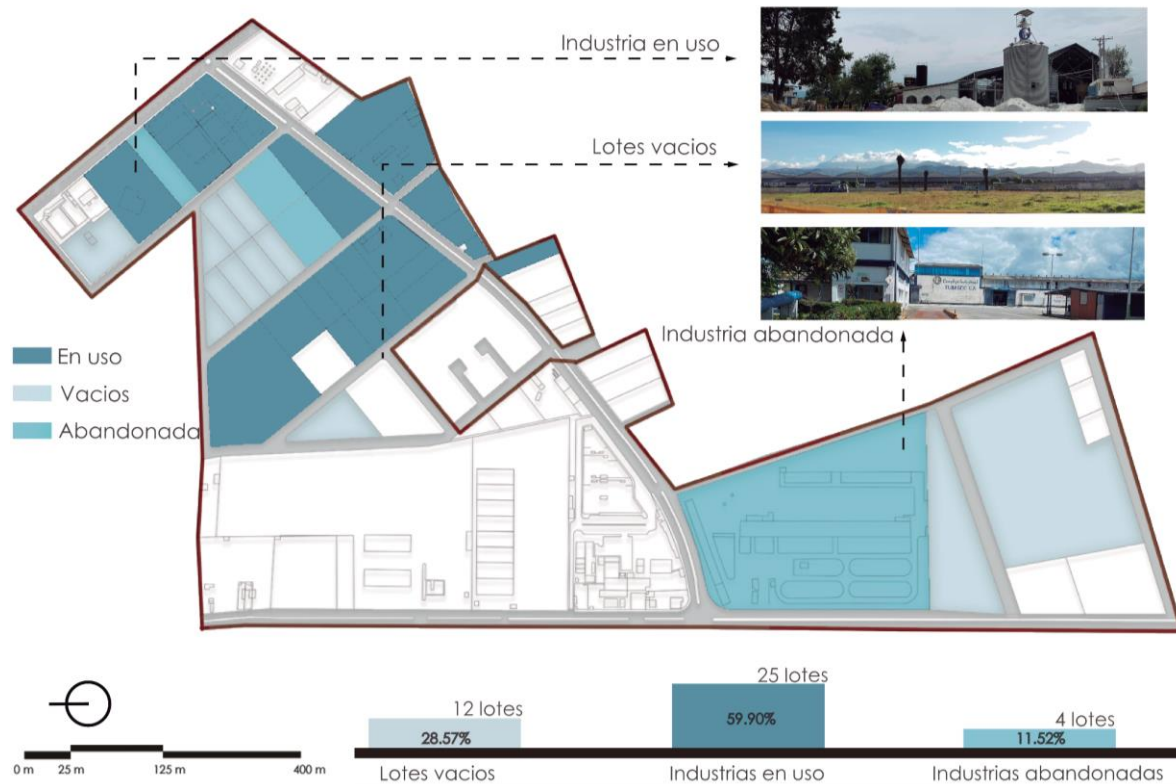 Industria en uso
Lotes vacios
Industria abandonada
En uso
Vacios
Abandonada
25 lotes
12 lotes
4 lotes
59.90%
28.57%
11.52%
0 m 25 m 125 m 400 m
Lotes vacios
Industrias en uso
Industrias abandonadas